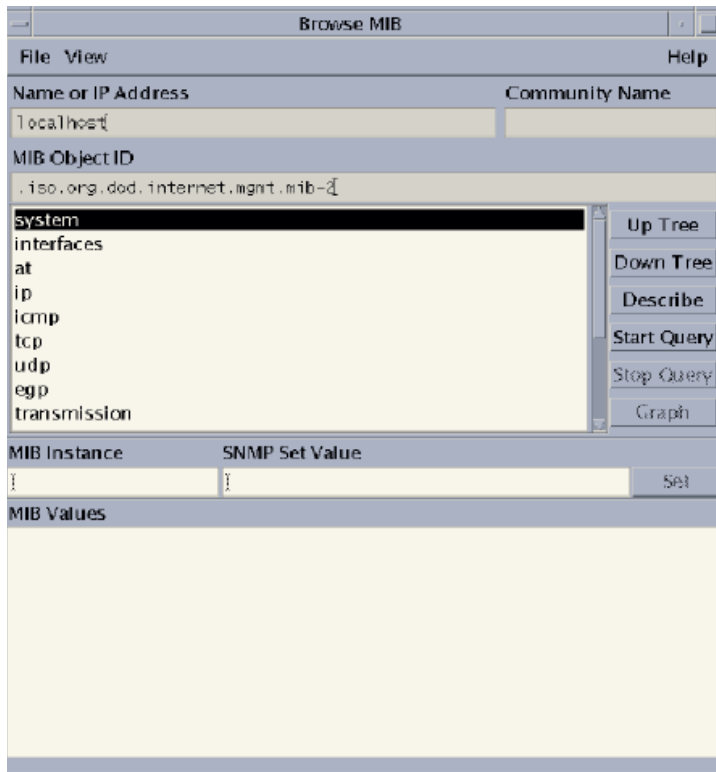 Browse MIB
File View Help
Name or IP Address Community Name
localhost
MIB Object ID
.iso.org.dod.internet.mgmt.mib-2
system
interfaces
at
ip
icmp
tcp
udp
egp
transmission
Up Tree
Down Tree
Describe
Start Query
Stop Query
Graph
MIB Instance SNMP Set Value
Set
MIB Values